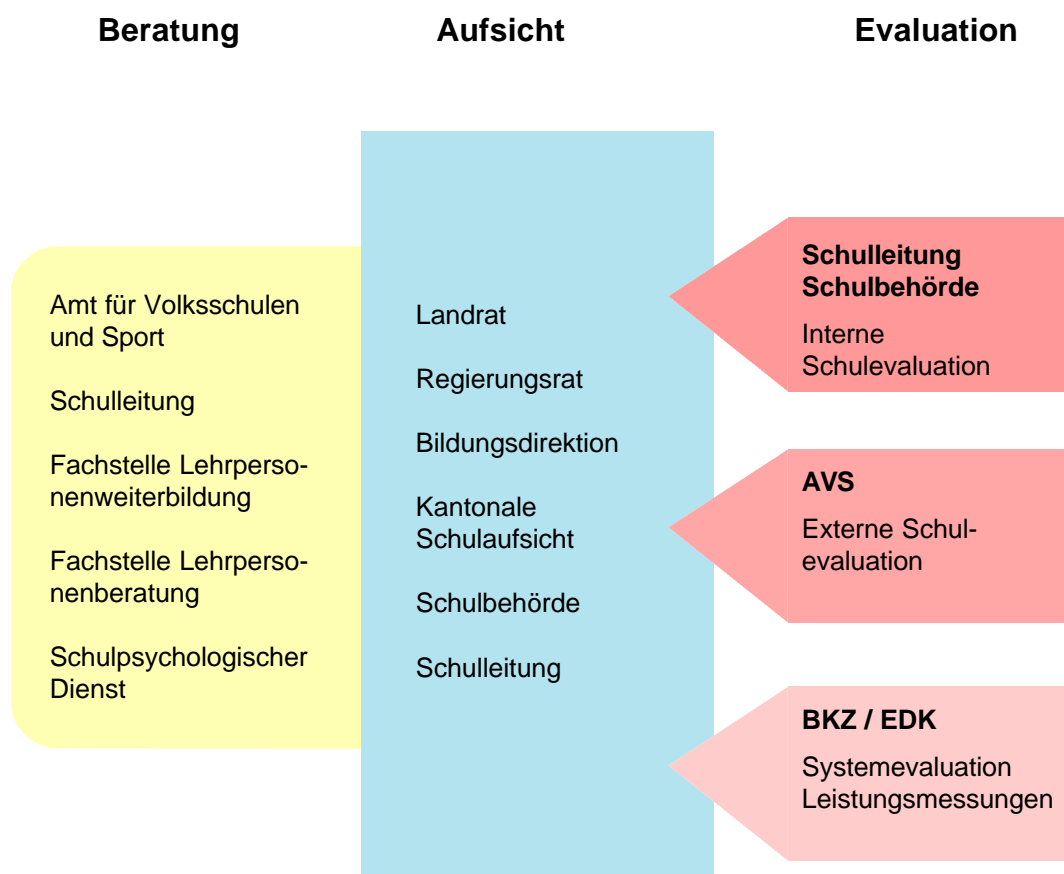 Beratung
Aufsicht
Evaluation
Amt für Volksschulen
und Sport
Schulleitung
Fachstelle Lehrperso-
nenweiterbildung
Fachstelle Lehrperso-
nenberatung
Schulpsychologischer
Dienst
Landrat
Regierungsrat
Bildungsdirektion
Kantonale
Schulaufsicht
Schulbehörde
Schulleitung
Schulleitung
Schulbehörde
Interne
Schulevaluation
AVS
Externe Schul-
evaluation
BKZ / EDK
Systemevaluation
Leistungsmessungen